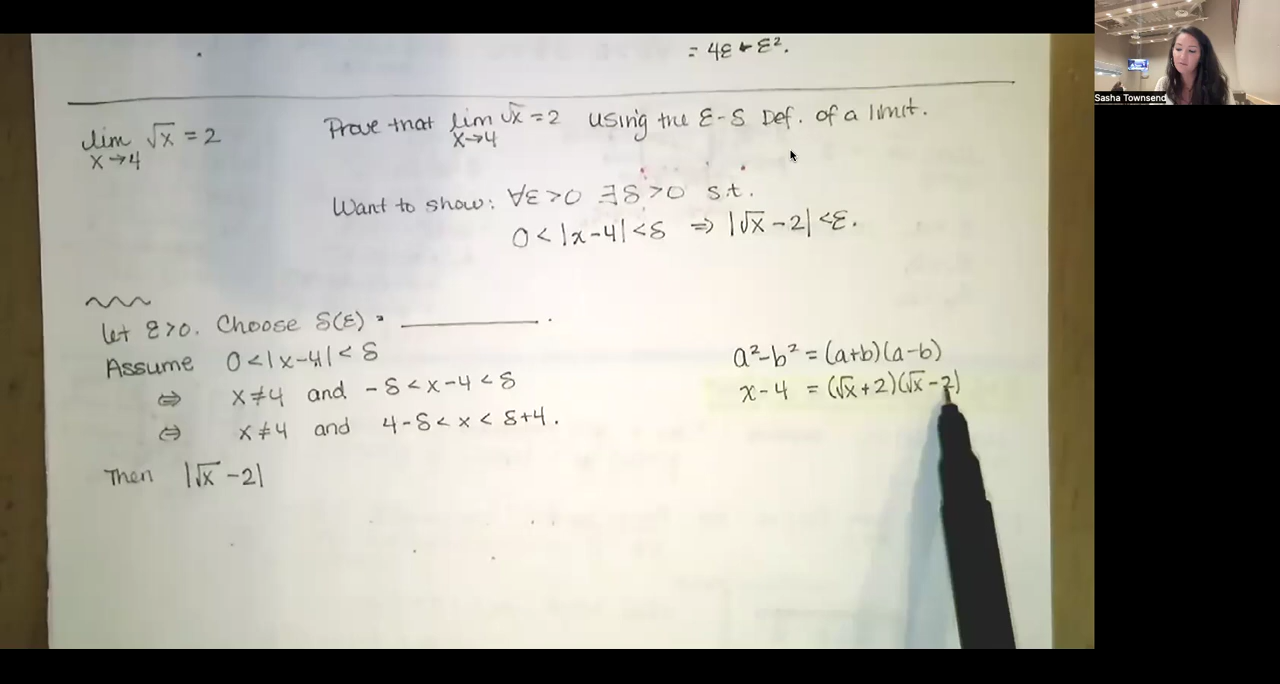 = 4ε + ε².
lim √x = 2
x→4
Prove that lim √x = 2 using the ε-δ Def. of a limit.
x→4
Want to show: ∀ε>0 ∃δ>0 s.t.
0 < |x-4| < δ ⇒ |√x - 2| < ε.
Let ε>0. Choose δ(ε) = ________.
Assume 0<|x-4|<δ
⇔ x≠4 and -δ<x-4<δ
⇔ x≠4 and 4-δ<x<δ+4.
Then |√x - 2|
a²-b² = (a+b)(a-b)
x-4 = (√x+2)(√x-2)
Sasha Townsend